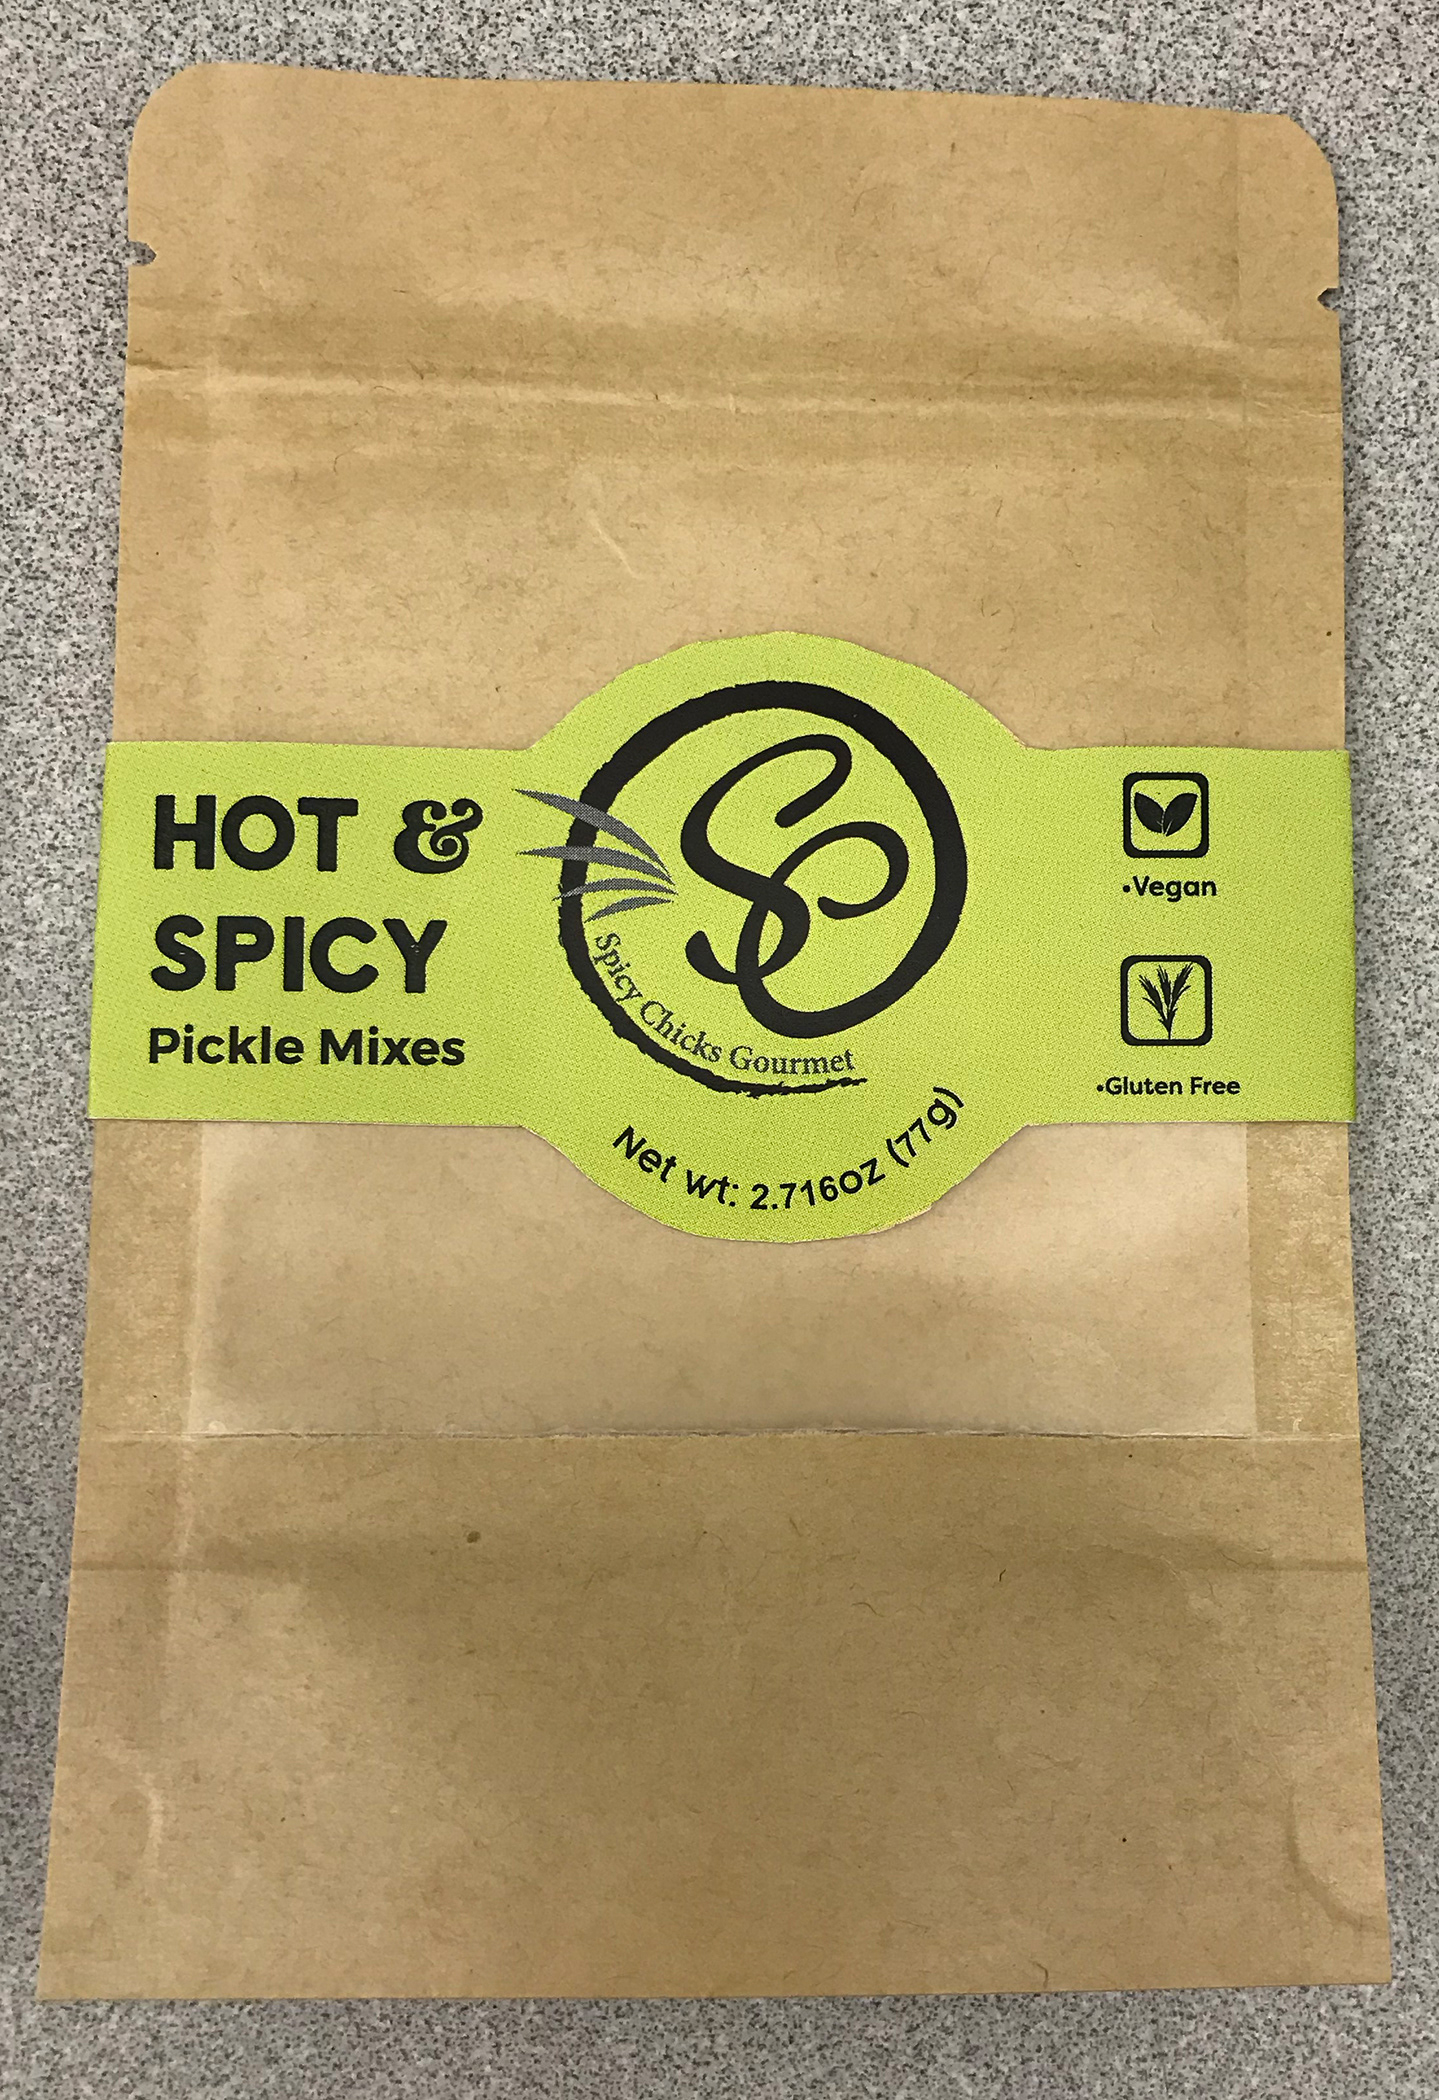 HOT &
SPICY
Pickle Mixes
SC
Spicy Chicks Gourmet
Net wt: 2.716oz (77g)
•Vegan
•Gluten Free